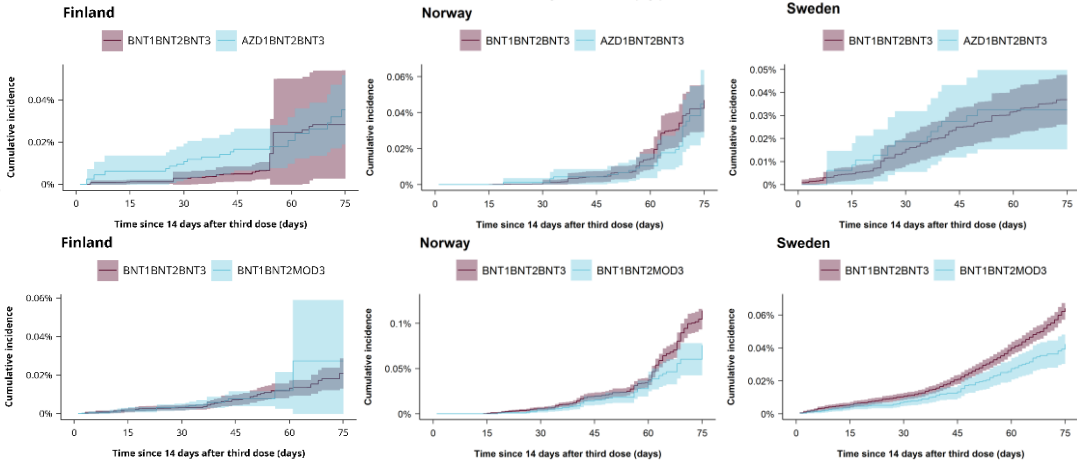 Finland
BNT1BNT2BNT3 AZD1BNT2BNT3
Cumulative incidence
0.04%
0.02%
0%
0 15 30 45 60 75
Time since 14 days after third dose (days)
Norway
BNT1BNT2BNT3 AZD1BNT2BNT3
Cumulative incidence
0.06%
0.04%
0.02%
0%
0 15 30 45 60 75
Time since 14 days after third dose (days)
Sweden
BNT1BNT2BNT3 AZD1BNT2BNT3
Cumulative incidence
0.05%
0.04%
0.03%
0.02%
0.01%
0%
0 15 30 45 60 75
Time since 14 days after third dose (days)
Finland
BNT1BNT2BNT3 BNT1BNT2MOD3
Cumulative incidence
0.06%
0.04%
0.02%
0%
0 15 30 45 60 75
Time since 14 days after third dose (days)
Norway
BNT1BNT2BNT3 BNT1BNT2MOD3
Cumulative incidence
0.1%
0.05%
0%
0 15 30 45 60 75
Time since 14 days after third dose (days)
Sweden
BNT1BNT2BNT3 BNT1BNT2MOD3
Cumulative incidence
0.06%
0.04%
0.02%
0%
0 15 30 45 60 75
Time since 14 days after third dose (days)